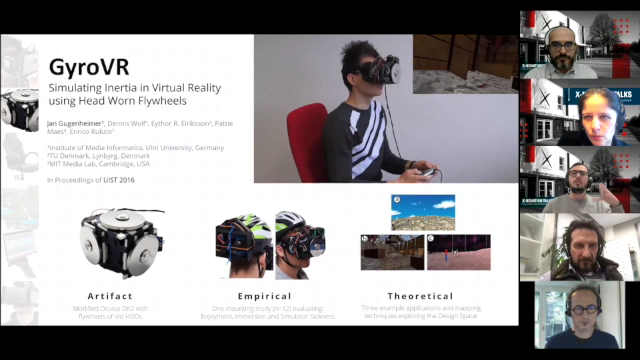 GyroVR
Simulating Inertia in Virtual Reality
using Head Worn Flywheels
Jan Gugenheimer¹, Dennis Wolf¹, Eythor R. Eiriksson², Pattie
Maes³, Enrico Rukzio¹
¹Institute of Media Informatics, Ulm University, Germany
²TU Denmark, Lynbyrg, Denmark
³MIT Media Lab, Cambridge, USA
In Proceedings of UIST 2016
Artifact
Modified Oculus DK2 with
flywheels of old HDDs
Empirical
One mounting study (n=12) evaluating:
Enjoyment, Immersion and Simulator Sickness
Theoretical
Three example applications and mapping
techniques exploring the Design Space